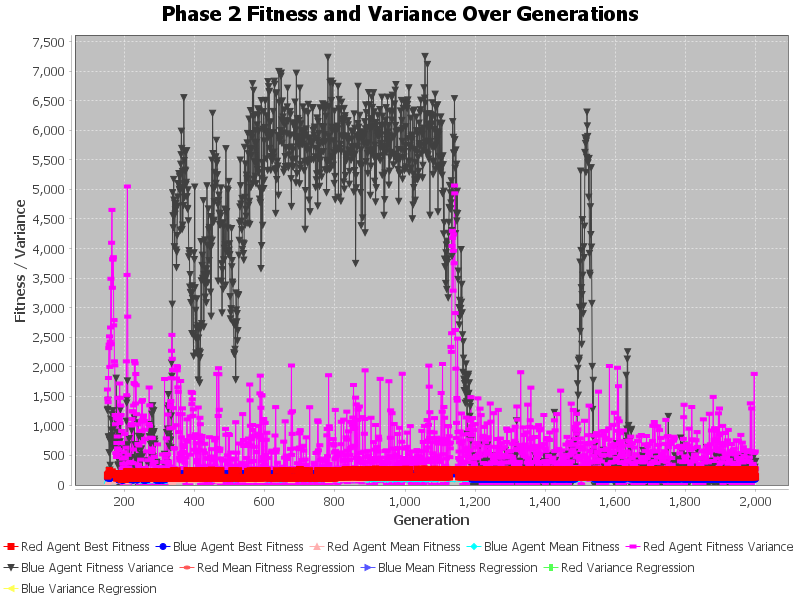 Phase 2 Fitness and Variance Over Generations
7,500
7,000
6,500
6,000
5,500
5,000
4,500
4,000
3,500
3,000
2,500
2,000
1,500
1,000
500
0
Fitness / Variance
200 400 600 800 1,000 1,200 1,400 1,600 1,800 2,000
Generation
Red Agent Best Fitness Blue Agent Best Fitness Red Agent Mean Fitness Blue Agent Mean Fitness Red Agent Fitness Variance
Blue Agent Fitness Variance Red Mean Fitness Regression Blue Mean Fitness Regression Red Variance Regression
Blue Variance Regression